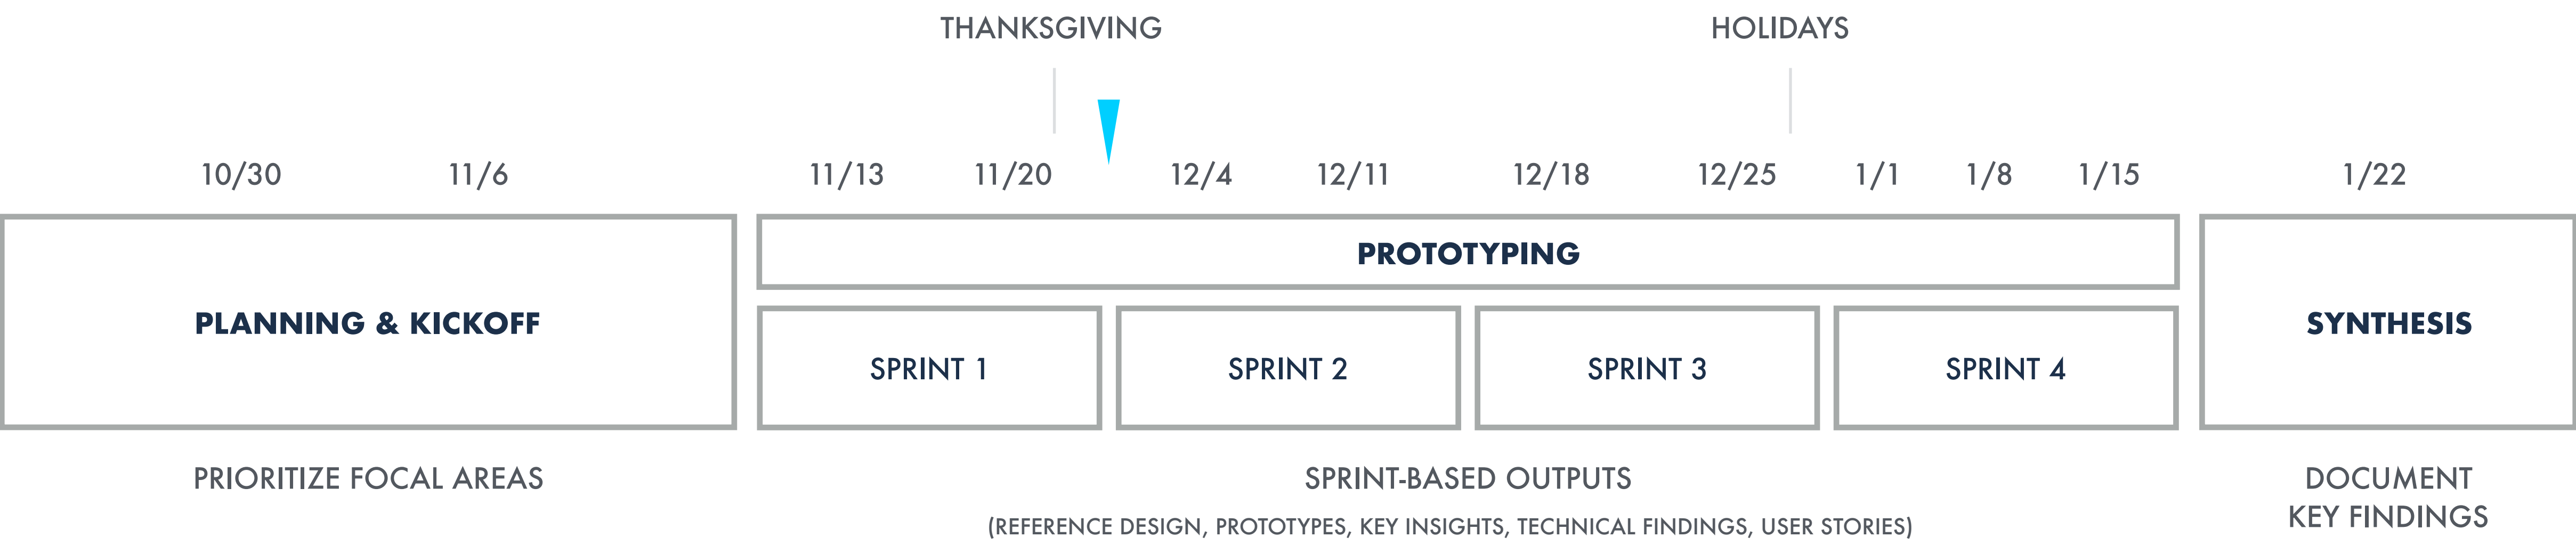 THANKSGIVING
HOLIDAYS
10/30
11/6
11/13
11/20
12/4
12/11
12/18
12/25
1/1
1/8
1/15
1/22
PLANNING & KICKOFF
PROTOTYPING
SPRINT 1
SPRINT 2
SPRINT 3
SPRINT 4
SYNTHESIS
PRIORITIZE FOCAL AREAS
SPRINT-BASED OUTPUTS
(REFERENCE DESIGN, PROTOTYPES, KEY INSIGHTS, TECHNICAL FINDINGS, USER STORIES)
DOCUMENT
KEY FINDINGS